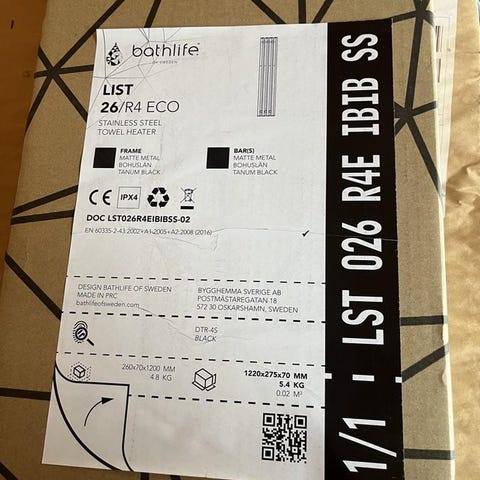 bathlife
OF SWEDEN
LIST
26/R4 ECO
STAINLESS STEEL
TOWEL HEATER
FRAME
MATTE METAL
BOHUSLÄN
TANUM BLACK
BAR(S)
MATTE METAL
BOHUSLÄN
TANUM BLACK
CE IPX4
DOC LST026R4EIBIBSS-02
EN 60335-2-43:2002+A1:2005+A2:2008 (2016)
DESIGN BATHLIFE OF SWEDEN
MADE IN PRC
bathlifeofsweden.com
BYGGHEMMA SVERIGE AB
POSTMÄSTAREGATAN 18
572 30 OSKARSHAMN, SWEDEN
DTR-4S
BLACK
260x70x1200 MM
4.8 KG
1220x275x70 MM
5.4 KG
0.02 M³
1/1 - LST 026 R4E IBIB SS